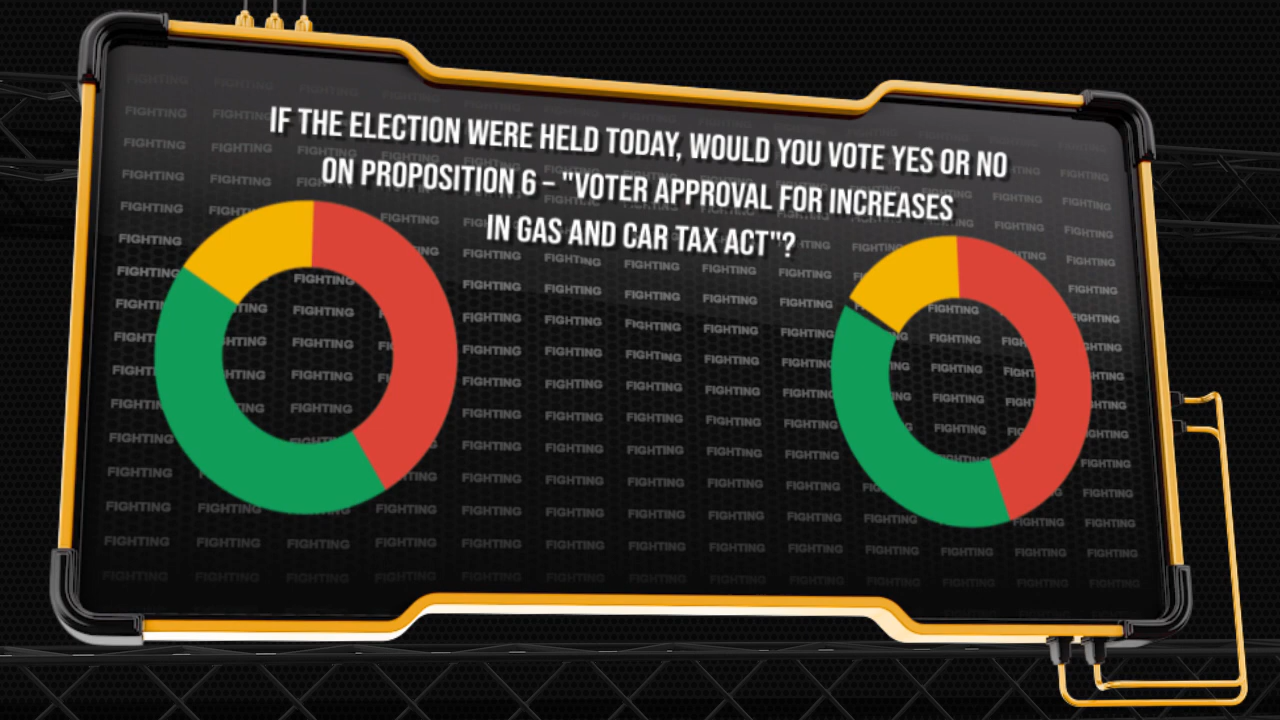 IF THE ELECTION WERE HELD TODAY, WOULD YOU VOTE YES OR NO
ON PROPOSITION 6 – "VOTER APPROVAL FOR INCREASES
IN GAS AND CAR TAX ACT"?
FIGHTING